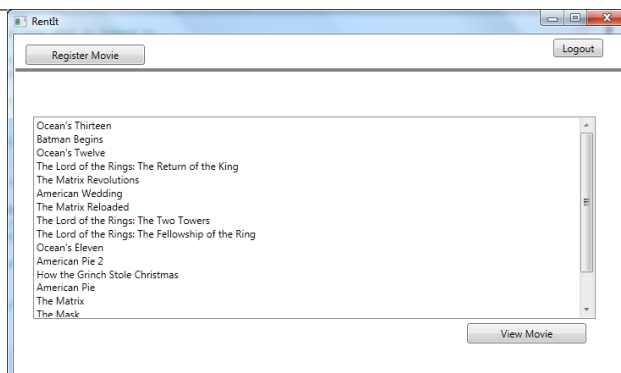 RentIt
Register Movie
Logout
Ocean's Thirteen
Batman Begins
Ocean's Twelve
The Lord of the Rings: The Return of the King
The Matrix Revolutions
American Wedding
The Matrix Reloaded
The Lord of the Rings: The Two Towers
The Lord of the Rings: The Fellowship of the Ring
Ocean's Eleven
American Pie 2
How the Grinch Stole Christmas
American Pie
The Matrix
The Mask
View Movie